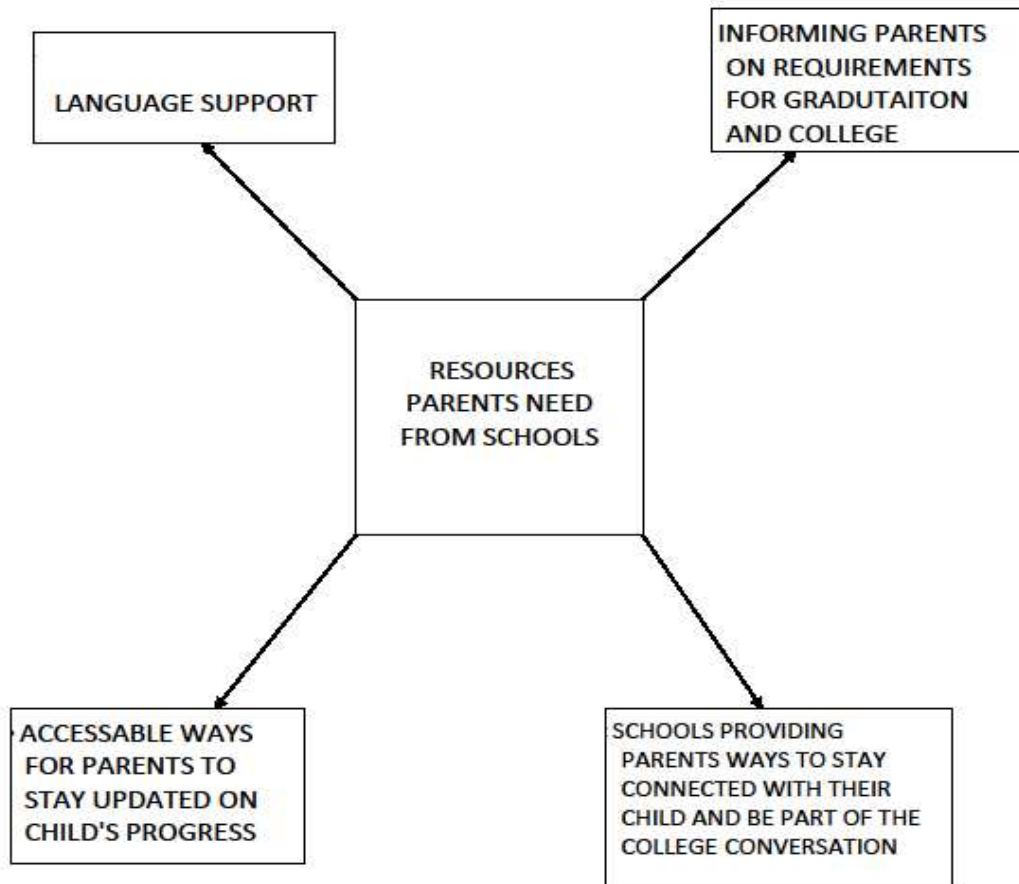 LANGUAGE SUPPORT
INFORMING PARENTS
ON REQUIREMENTS
FOR GRADUTAITON
AND COLLEGE
RESOURCES
PARENTS NEED
FROM SCHOOLS
ACCESSABLE WAYS
FOR PARENTS TO
STAY UPDATED ON
CHILD'S PROGRESS
SCHOOLS PROVIDING
PARENTS WAYS TO STAY
CONNECTED WITH THEIR
CHILD AND BE PART OF THE
COLLEGE CONVERSATION